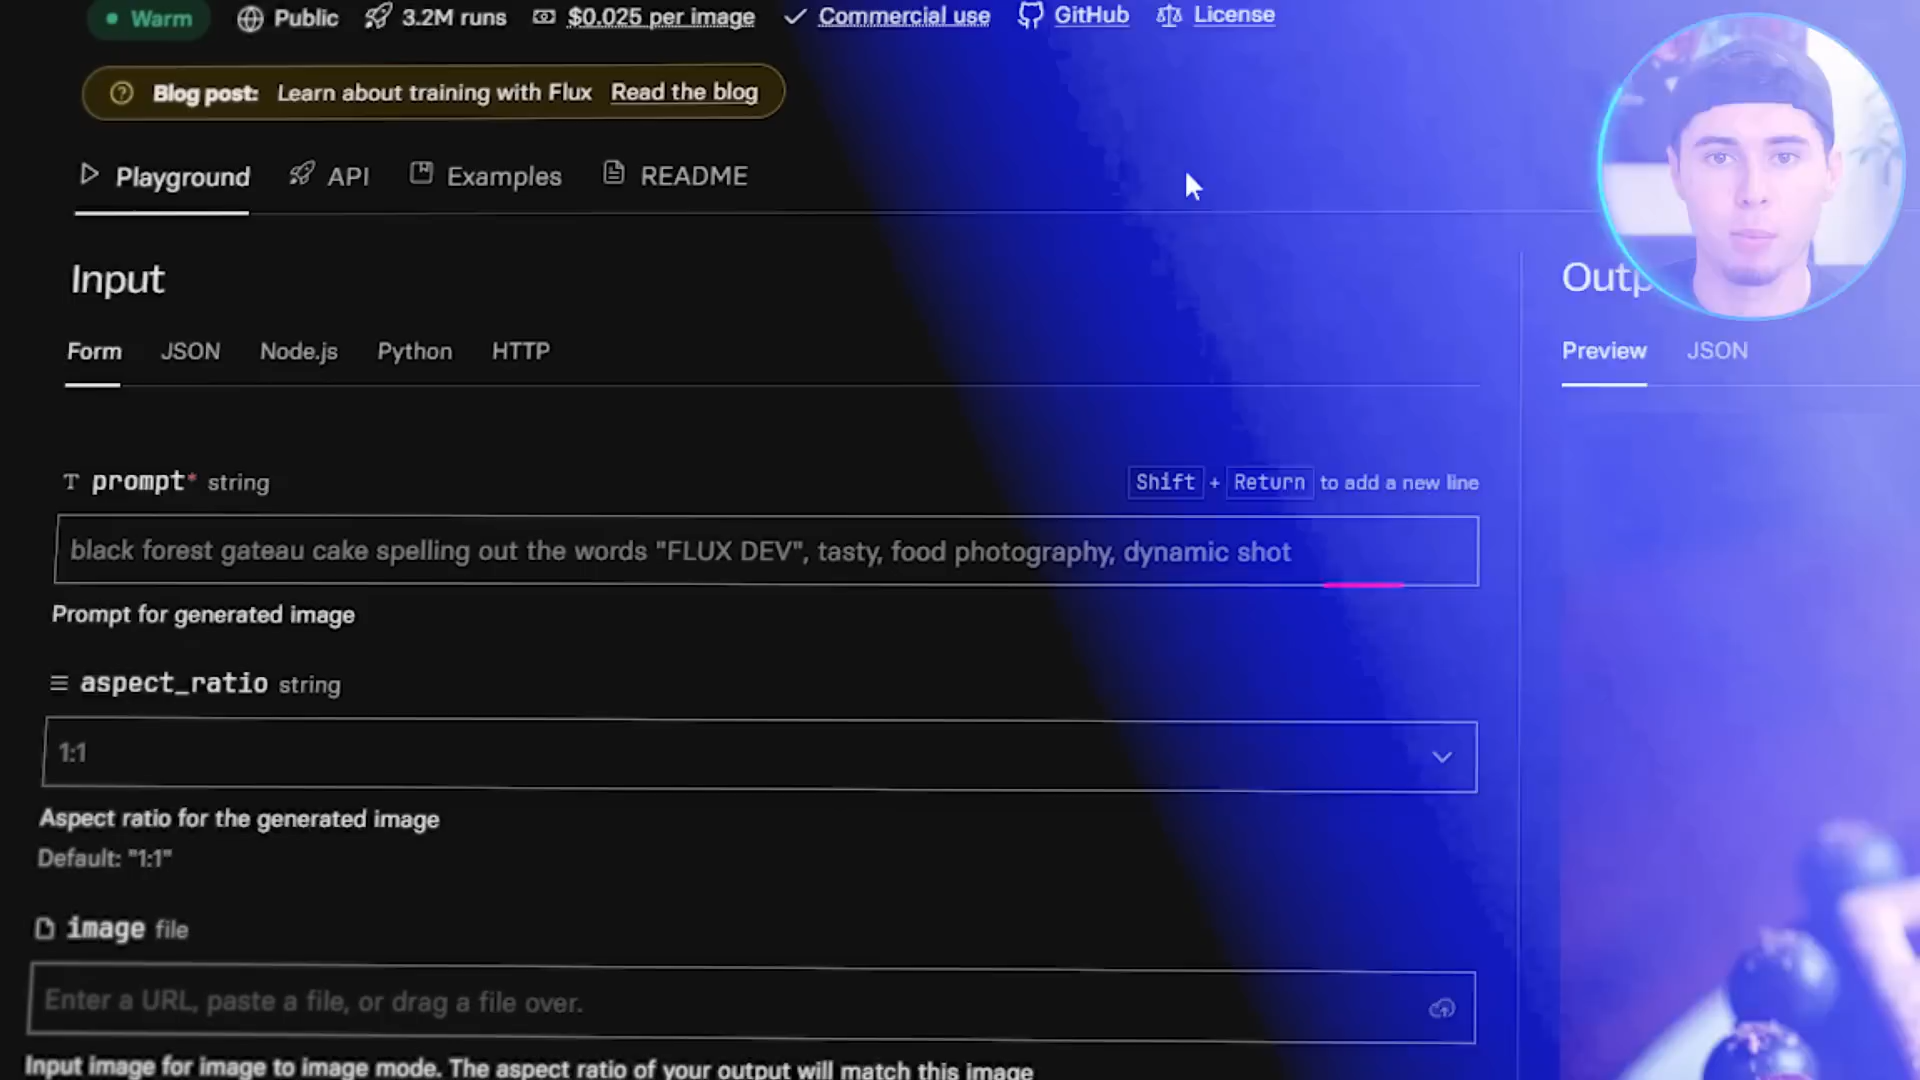 Warm Public 3.2M runs $0.025 per image Commercial use GitHub License
Blog post: Learn about training with Flux Read the blog
Playground API Examples README
Input
Form JSON Node.js Python HTTP
prompt* string
Shift + Return to add a new line
black forest gateau cake spelling out the words "FLUX DEV", tasty, food photography, dynamic shot
Prompt for generated image
aspect_ratio string
1:1
Aspect ratio for the generated image
Default: "1:1"
image file
Enter a URL, paste a file, or drag a file over.
Input image for image to image mode. The aspect ratio of your output will match this image
Outp
Preview JSON